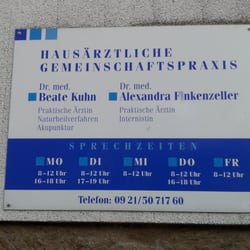 HAUSÄRZTLICHE
GEMEINSCHAFTSPRAXIS
Dr. med. Dr. med.
Beate Kuhn Alexandra Finkenzeller
Praktische Ärztin Praktische Ärztin
Naturheilverfahren Internistin
Akupunktur
SPRECHZEITEN
MO DI MI DO FR
8–12 Uhr 8–12 Uhr 8–12 Uhr 8–12 Uhr 8–12 Uhr
16–18 Uhr 17–19 Uhr 16–18 Uhr
Telefon: 09 21/50 717 60